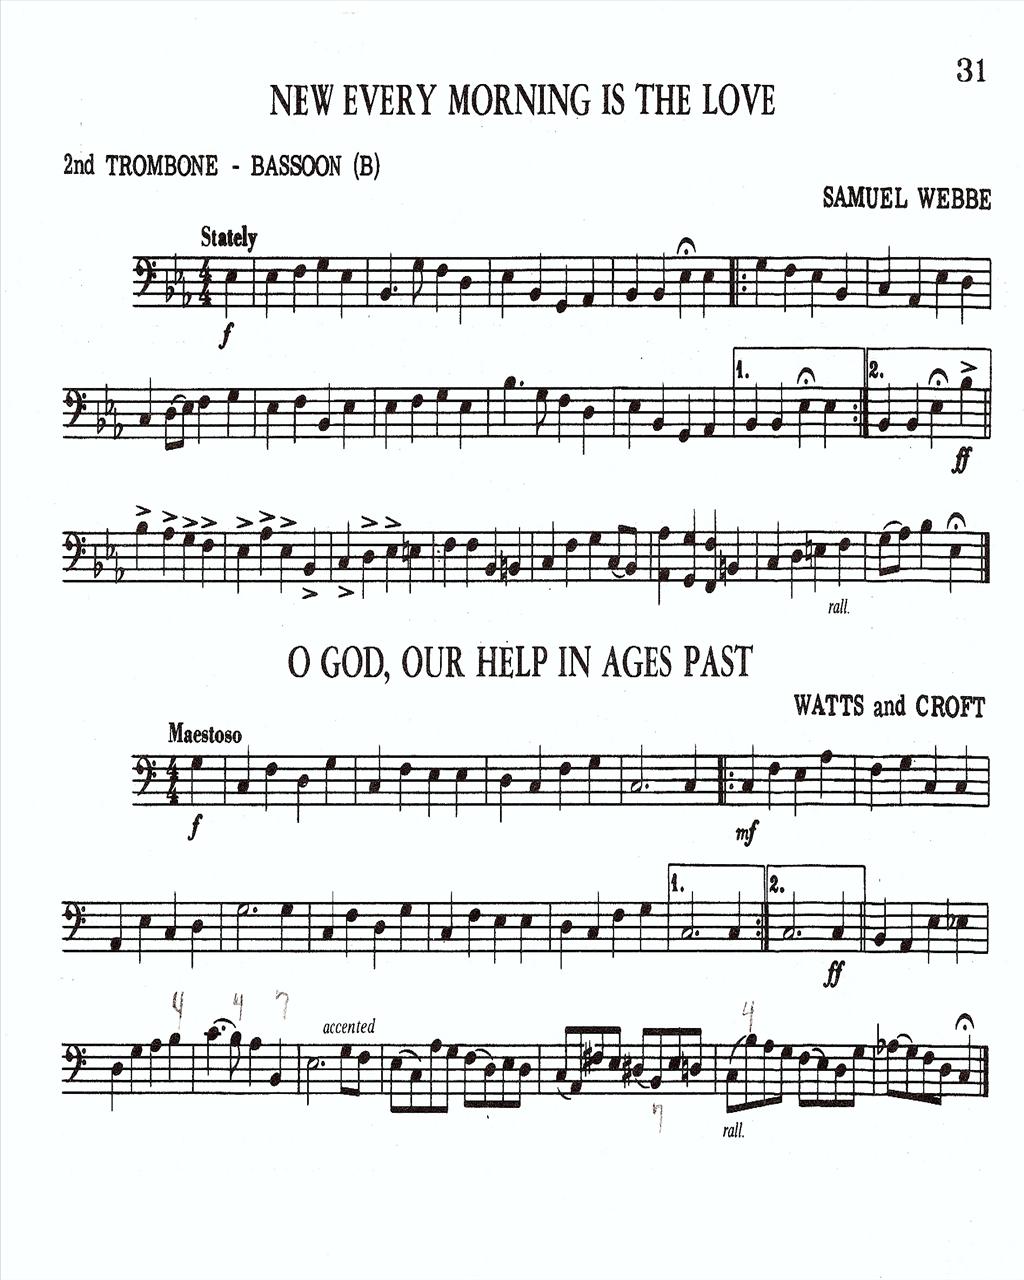 31
NEW EVERY MORNING IS THE LOVE
2nd TROMBONE - BASSOON (B)
SAMUEL WEBBE
Stately
f
1. 2.
ff
rall.
O GOD, OUR HELP IN AGES PAST
WATTS and CROFT
Maestoso
f mf
1. 2.
ff
4 4 7
accented
4
7
rall.